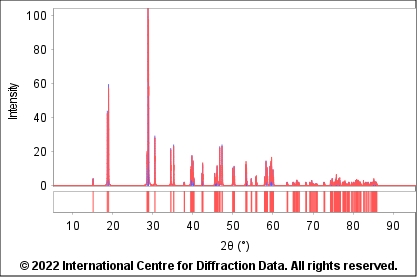 100
80
60
40
20
0
Intensity
10 20 30 40 50 60 70 80 90
2θ (°)
© 2022 International Centre for Diffraction Data. All rights reserved.